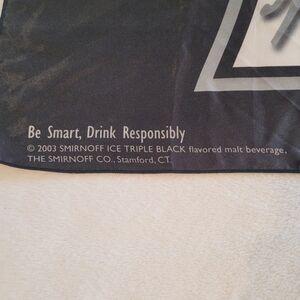 Be Smart, Drink Responsibly
© 2003 SMIRNOFF ICE TRIPLE BLACK flavored malt beverage,
THE SMIRNOFF CO., Stamford, CT.